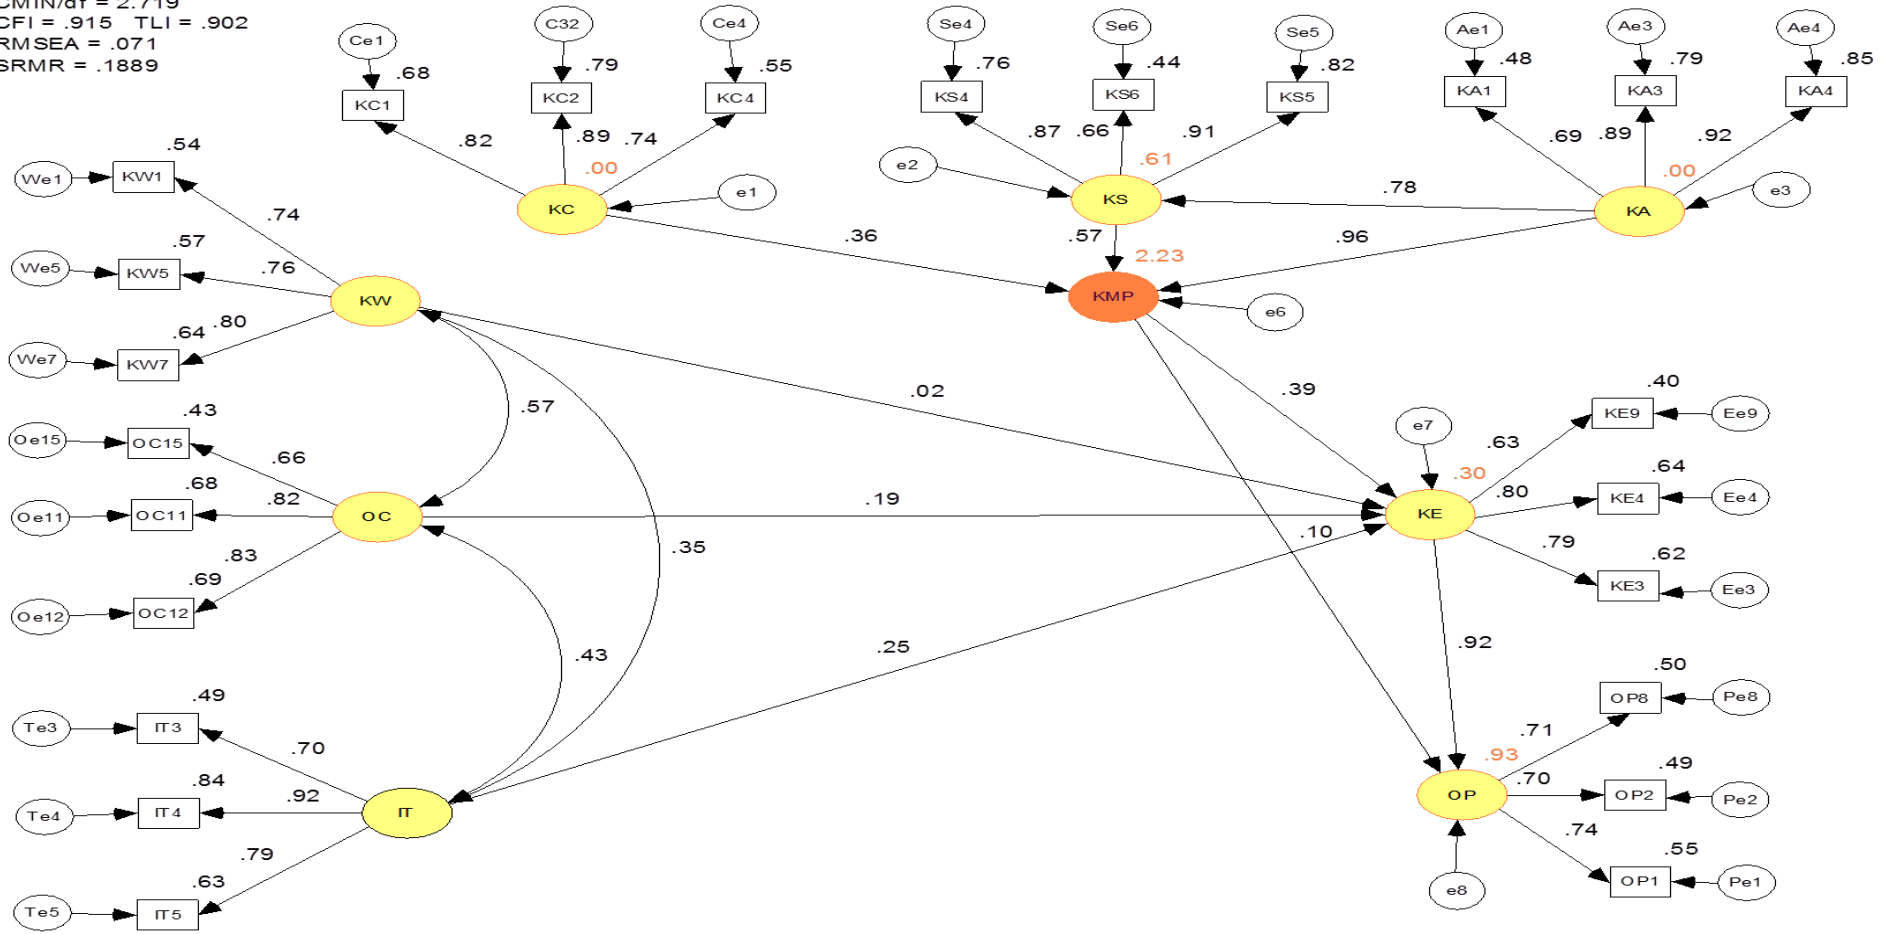 CMIN/df = 2.719
CFI = .915 TLI = .902
RMSEA = .071
SRMR = .1889
Ce1 C32 Ce4 Se4 Se6 Se5 Ae1 Ae3 Ae4
.68 .79 .55 .76 .44 .82 .48 .79 .85
KC1 KC2 KC4 KS4 KS6 KS5 KA1 KA3 KA4
.82 .89 .74 .87 .66 .91 .69 .89 .92
.54 .00 .61 .00
We1 KW1 e2 e1 e3
KC KS .78 KA
.74 .36 .57 .96
.57 2.23
We5 KW5 .76
KW KMP e6
.64 .80
We7 KW7
.02 .39 .40
.43 .57 KE9 Ee9
Oe15 OC15 e7 .63
.66 .30 .64
.68 .82 .19 .80 KE4 Ee4
Oe11 OC11 OC KE
.83 .35 .10 .79 .62
.69 KE3 Ee3
Oe12 OC12
.43 .25 .92
.49 .50
Te3 IT3 OP8 Pe8
.70 .71
.84 .92 .93 .70 .49
Te4 IT4 IT OP OP2 Pe2
.79 .74
.63 .55
Te5 IT5 e8 OP1 Pe1